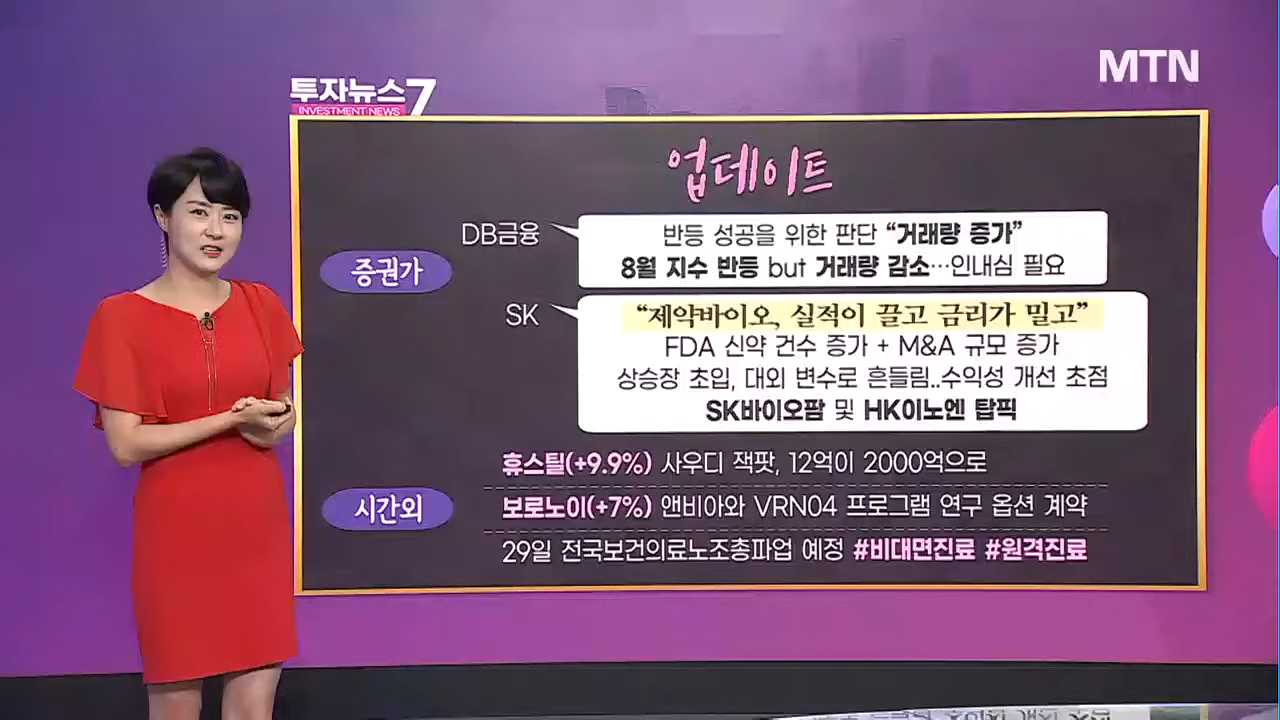 MTN
투자뉴스7
INVESTMENT NEWS
업데이트
증권가
DB금융
반등 성공을 위한 판단 “거래량 증가”
8월 지수 반등 but 거래량 감소…인내심 필요
SK
“제약바이오, 실적이 끌고 금리가 밀고”
FDA 신약 건수 증가 + M&A 규모 증가
상승장 초입, 대외 변수로 흔들림..수익성 개선 초점
SK바이오팜 및 HK이노엔 탑픽
시간외
휴스틸(+9.9%) 사우디 잭팟, 12억이 2000억으로
보로노이(+7%) 앤비아와 VRN04 프로그램 연구 옵션 계약
29일 전국보건의료노조총파업 예정 #비대면진료 #원격진료